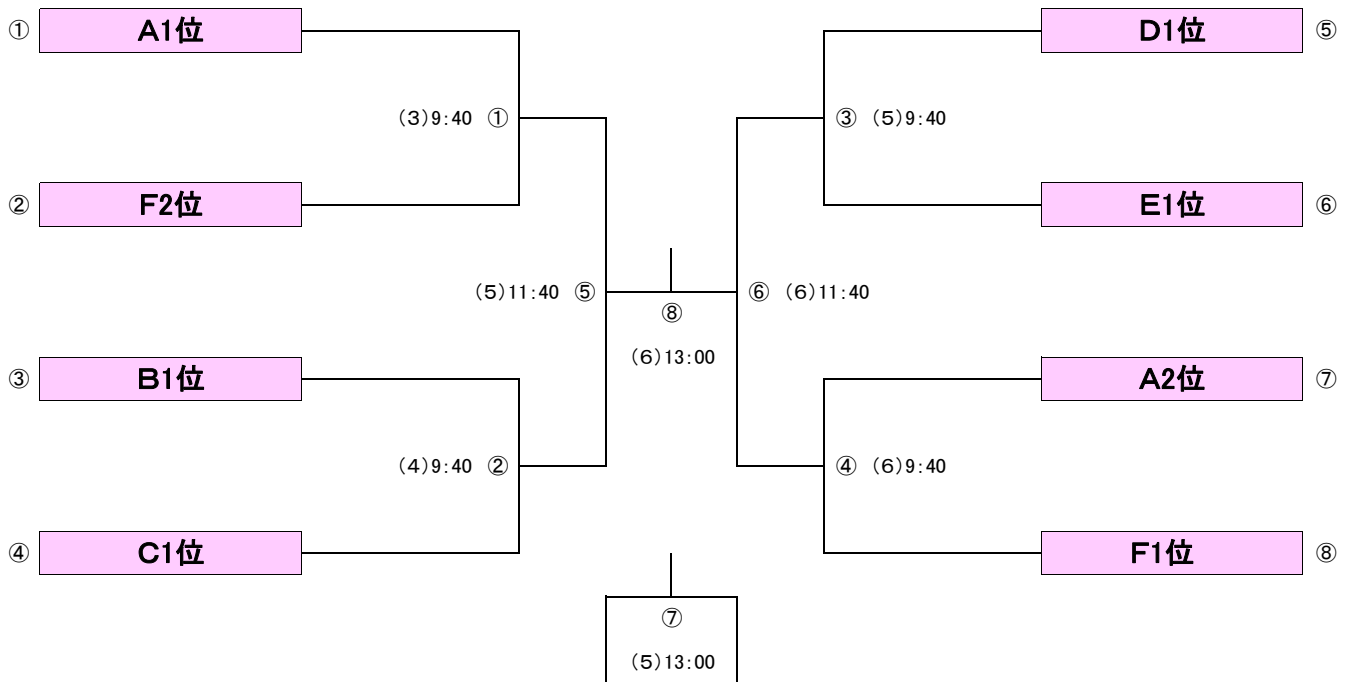 ① A1位 D1位 ⑤
(3)9:40 ① ③ (5)9:40
② F2位 E1位 ⑥
(5)11:40 ⑤ ⑥ (6)11:40
⑧
(6)13:00
③ B1位 A2位 ⑦
(4)9:40 ② ④ (6)9:40
④ C1位 F1位 ⑧
⑦
(5)13:00